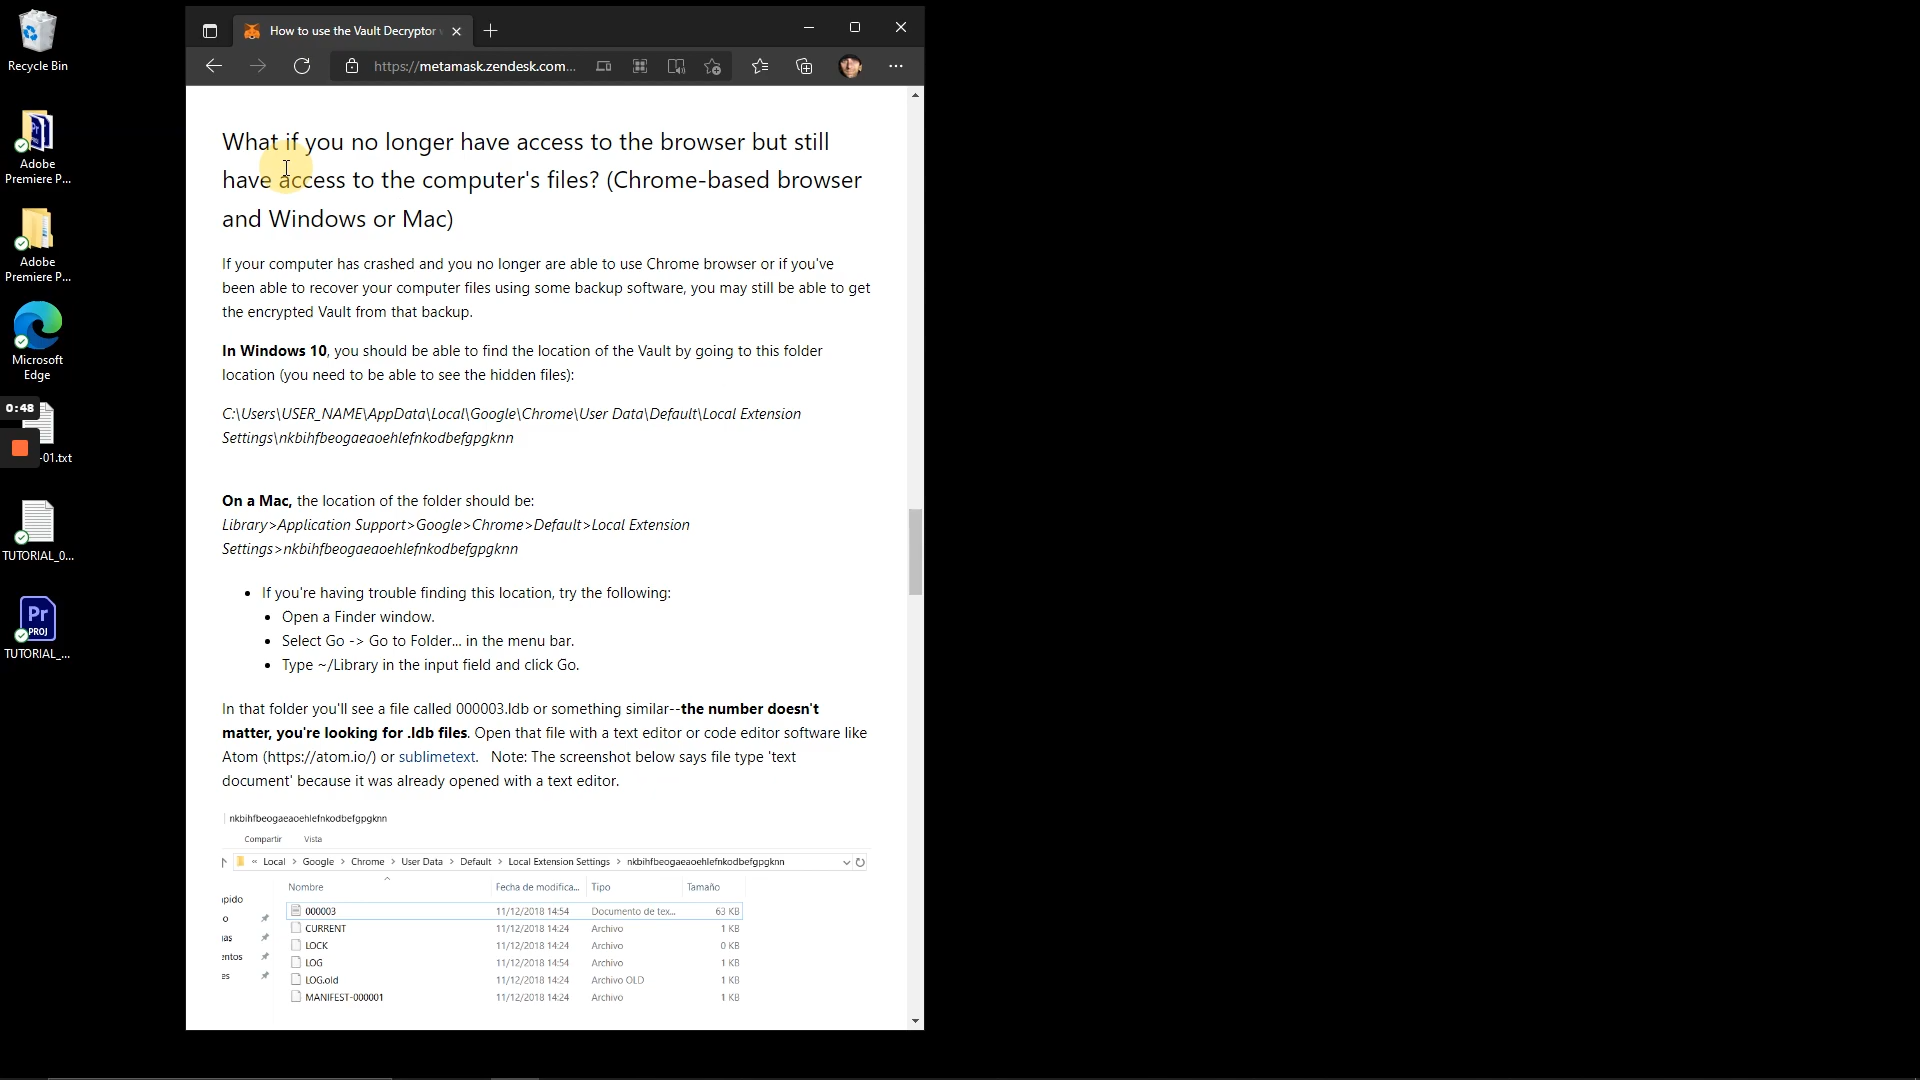 Recycle Bin
Adobe
Premiere P...
Adobe
Premiere P...
Microsoft
Edge
0:48
-01.txt
TUTORIAL_0...
Pr
PROJ
TUTORIAL_...
How to use the Vault Decryptor
https://metamask.zendesk.com...
What if you no longer have access to the browser but still
have access to the computer's files? (Chrome-based browser
and Windows or Mac)
If your computer has crashed and you no longer are able to use Chrome browser or if you've
been able to recover your computer files using some backup software, you may still be able to get
the encrypted Vault from that backup.
In Windows 10, you should be able to find the location of the Vault by going to this folder
location (you need to be able to see the hidden files):
C:\Users\USER_NAME\AppData\Local\Google\Chrome\User Data\Default\Local Extension
Settings\nkbihfbeogaeaoehlefnkodbefgpgknn
On a Mac, the location of the folder should be:
Library>Application Support>Google>Chrome>Default>Local Extension
Settings>nkbihfbeogaeaoehlefnkodbefgpgknn
• If you're having trouble finding this location, try the following:
• Open a Finder window.
• Select Go -> Go to Folder... in the menu bar.
• Type ~/Library in the input field and click Go.
In that folder you'll see a file called 000003.ldb or something similar--the number doesn't
matter, you're looking for .ldb files. Open that file with a text editor or code editor software like
Atom (https://atom.io/) or sublimetext. Note: The screenshot below says file type 'text
document' because it was already opened with a text editor.
nkbihfbeogaeaoehlefnkodbefgpgknn
Compartir Vista
« Local > Google > Chrome > User Data > Default > Local Extension Settings > nkbihfbeogaeaoehlefnkodbefgpgknn
Nombre Fecha de modifica... Tipo Tamaño
ípido
o
ias
entos
es
000003 11/12/2018 14:54 Documento de tex... 63 KB
CURRENT 11/12/2018 14:24 Archivo 1 KB
LOCK 11/12/2018 14:24 Archivo 0 KB
LOG 11/12/2018 14:54 Archivo 1 KB
LOG.old 11/12/2018 14:24 Archivo OLD 1 KB
MANIFEST-000001 11/12/2018 14:24 Archivo 1 KB